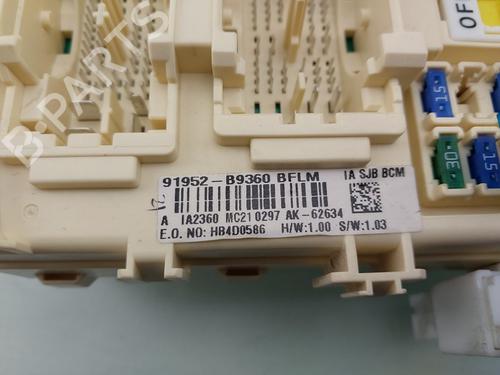 OFF
15
30
15
91952-B9360 BFLM IA SJB BCM
A IA2360 MC21 0297 AK-62634
E.O. NO: HB4D0586 H/W:1.00 S/W:1.03
B-Parts